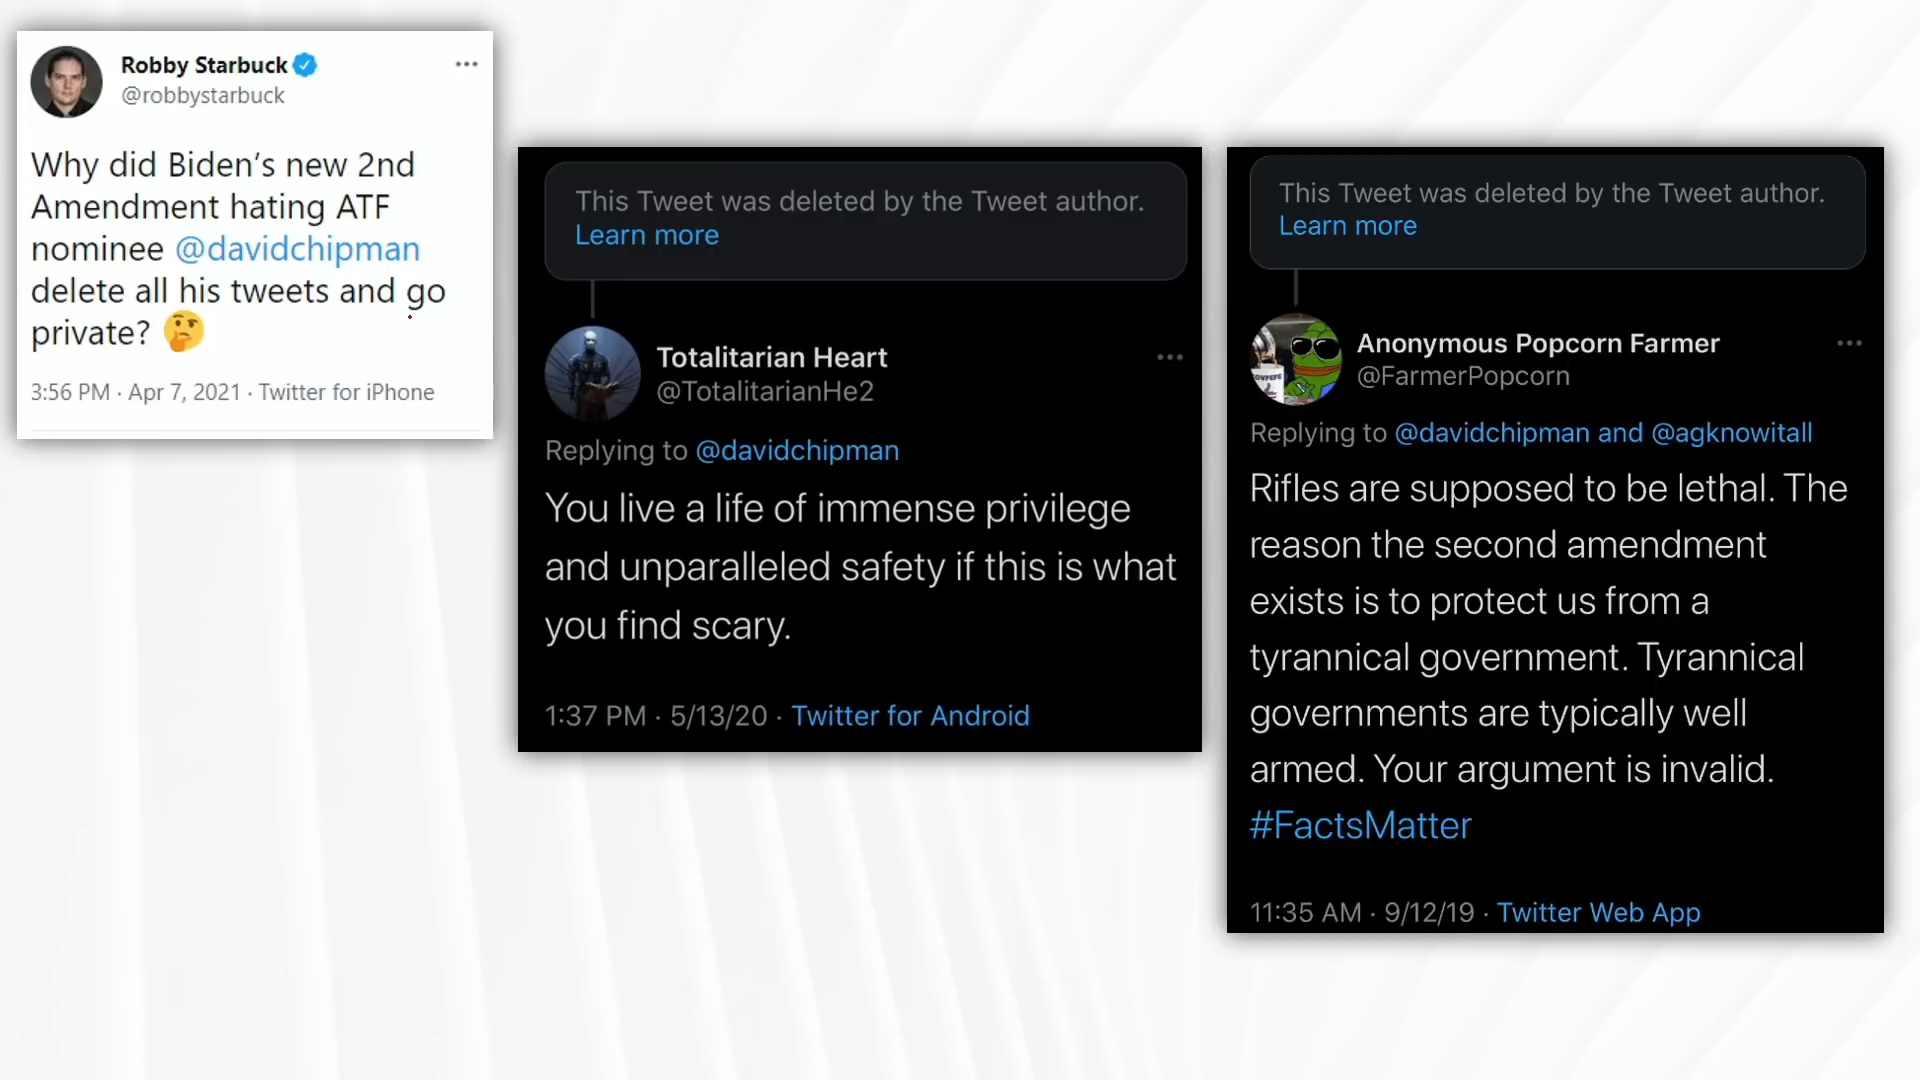 Robby Starbuck
@robbystarbuck
Why did Biden's new 2nd
Amendment hating ATF
nominee @davidchipman
delete all his tweets and go
private? 🤔
3:56 PM · Apr 7, 2021 · Twitter for iPhone
This Tweet was deleted by the Tweet author.
Learn more
Totalitarian Heart
@TotalitarianHe2
Replying to @davidchipman
You live a life of immense privilege
and unparalleled safety if this is what
you find scary.
1:37 PM · 5/13/20 · Twitter for Android
This Tweet was deleted by the Tweet author.
Learn more
Anonymous Popcorn Farmer
@FarmerPopcorn
Replying to @davidchipman and @agknowitall
Rifles are supposed to be lethal. The
reason the second amendment
exists is to protect us from a
tyrannical government. Tyrannical
governments are typically well
armed. Your argument is invalid.
#FactsMatter
11:35 AM · 9/12/19 · Twitter Web App